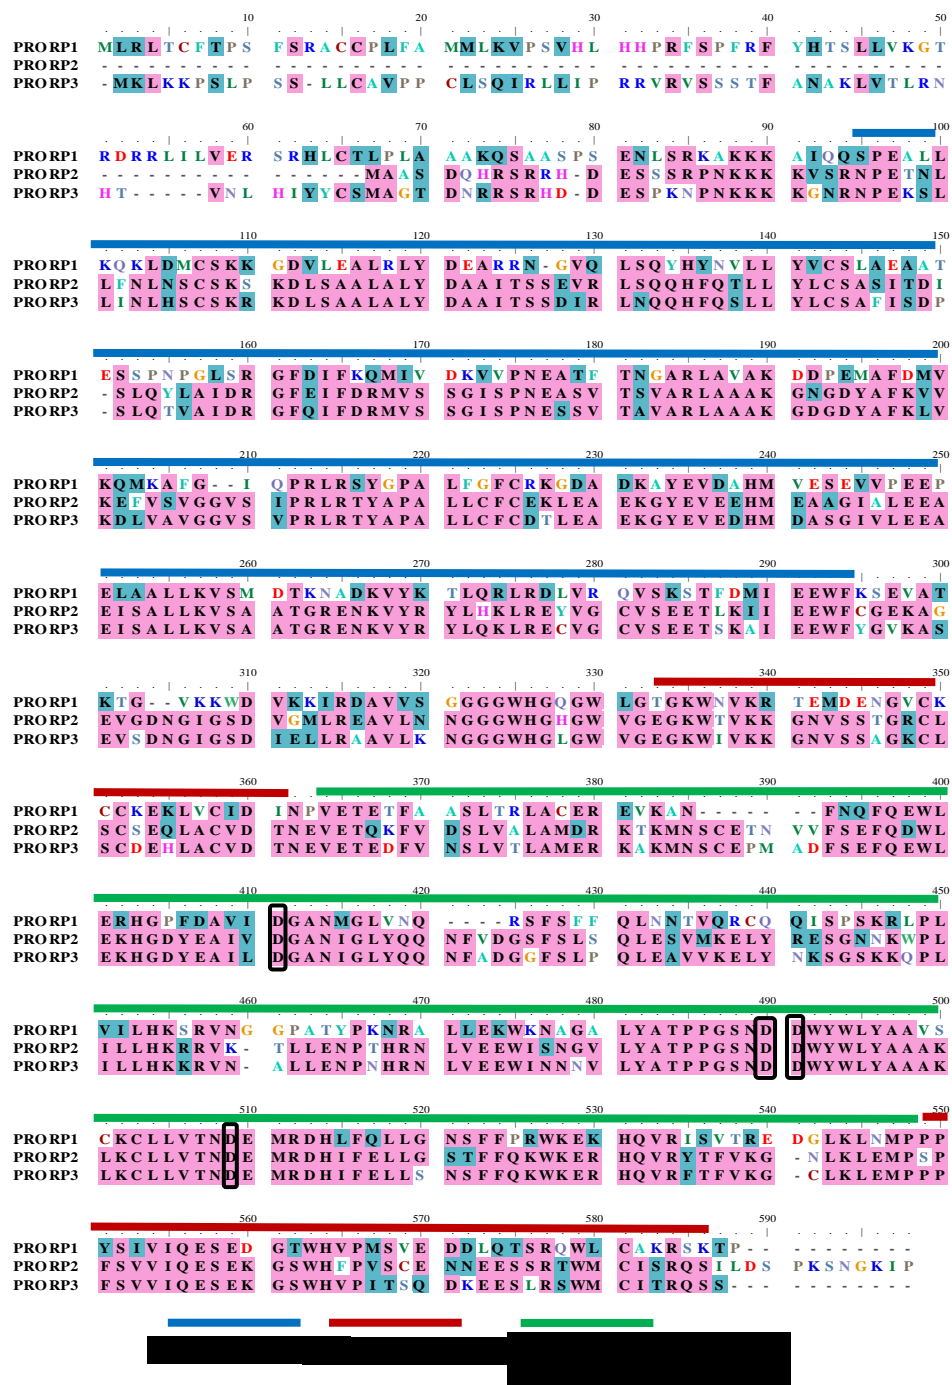 10 20 30 40 50
PRORP1 MLRLTCFTPS FSRACCPLFA MMLKVPSVHL HHPRFSPFRF YHTSLLVKGT
PRORP2 - - - - - - - - - - - - - - - - - - - - - - - - - - - - - - - - - - - - - - - - - - - - - - - - - -
PRORP3 -MKLKKPSLP SS-LLCAVPP CLSQIRLLIP RRVRVSSSTF ANAKLVTLRN
60 70 80 90 100
PRORP1 RDRRLILVER SRHLCTLPLA AAKQSAASPS ENLSRKAKKK AIQQSPEALL
PRORP2 - - - - - - - - - - - - - - - -MAAS DQHRSRRH-D ESSSRPNKKK KVSRNPETNL
PRORP3 HT-----VNL HIYYCSMAGT DNRRSRHD-D ESPKNPNKKK KGNRNPEKSL
110 120 130 140 150
PRORP1 KQKLDMCSKK GDVLEALRLY DEARRN-GVQ LSQYHYNVLL YVCSLAEAAT
PRORP2 LFNLNSCSKS KDLSAALALY DAAITSSEVR LSQQHFQTLL YLCSASITDI
PRORP3 LINLHSCSKR KDLSAALALY DAAITSSDIR LNQQHFQSLL YLCSAFISDP
160 170 180 190 200
PRORP1 ESSPNPGLSR GFDIFKQMIV DKVVPNEATF TNGARLAVAK DDPEMAFDMV
PRORP2 -SLQYLAIDR GFEIFDRMVS SGISPNEASV TSVARLAAAK GNGDYAFKVV
PRORP3 -SLQTVAIDR GFQIFDRMVS SGISPNESSV TAVARLAAAK GDGDYAFKLV
210 220 230 240 250
PRORP1 KQMKAFG--I QPRLRSYGPA LFGFCRKGDA DKAYEVDAHM VESEVVPEEP
PRORP2 KEFVSVGGVS IPRLRTYAPA LLCFCEKLEA EKGYEVEEHM EAAGIALEEA
PRORP3 KDLVAVGGVS VPRLRTYAPA LLCFCDTLEA EKGYEVEDHM DASGIVLEEA
260 270 280 290 300
PRORP1 ELAALLKVSM DTKNADKVYK TLQRLRDLVR QVSKSTFDMI EEWFKSEVAT
PRORP2 EISALLKVSA ATGRENKVYR YLHKLREYVG CVSEETLKII EEWFCGEKAG
PRORP3 EISALLKVSA ATGRENKVYR YLQKLRECVG CVSEETSKAI EEWFYGVKAS
310 320 330 340 350
PRORP1 KTG--VKKWD VKKIRDAVVS GGGGWHGQGW LGTGKWNVKR TEMDENGVCK
PRORP2 EVGDNGIGSD VGMLREAVLN NGGGWHGHGW VGEGKWTVKK GNVSSTGRCL
PRORP3 EVSDNGIGSD IELLRAAVLK NGGGWHGLGW VGEGKWIVKK GNVSSAGKCL
360 370 380 390 400
PRORP1 CCKEKLVCID INPVETETFA ASLTRLACER EVKAN----- FNQFQEWL
PRORP2 SCSEQLACVD TNEVETQKFV DSLVALAMDR KTKMNSCETN VVFSEFQDWL
PRORP3 SCDEHLACVD TNEVETEDFV NSLVTLAMER KAKMNSCEPM ADFSEFQEWL
410 420 430 440 450
PRORP1 ERHGPFDAVI DGANMGLVNQ ----RSFSFF QLNNTVQRCQ QISPSKRLPL
PRORP2 EKHGDYEAIV DGANIGLYQQ NFVDGSFSLS QLESVMKELY RESGNNKWPL
PRORP3 EKHGDYEAIL DGANIGLYQQ NFADGGFSLP QLEAVVKELY NKSGSKKQPL
460 470 480 490 500
PRORP1 VILHKSRVNG GPATYPKNRA LLEKWKNAGA LYATPPGSND DWYWLYAAVS
PRORP2 ILLHKRRVK- TLLENPTHRN LVEEWISNGV LYATPPGSND DWYWLYAAAK
PRORP3 ILLHKKRVN- ALLENPNHRN LVEEWINNNV LYATPPGSND DWYWLYAAAK
510 520 530 540 550
PRORP1 CKCLLVTNDE MRDHLFQLLG NSFFPRWKEK HQVRISVTRE DGLKLNMPPP
PRORP2 LKCLLVTNDE MRDHIFELLG STFFQKWKER HQVRYTFVKG -NLKLEMPSP
PRORP3 LKCLLVTNDE MRDHIFELLS NSFFQKWKER HQVRFTFVKG -CLKLEMPPP
560 570 580 590
PRORP1 YSIVIQESED GTWHVPMSVE DDLQTSRQWL CAKRSKTP-- --------
PRORP2 FSVVIQESEK GSWHFPVSCE NNEESSRTWM CISRQSILDS PKSNGKIP
PRORP3 FSVVIQESEK GSWHVPITSQ DKEESLRSWM CITRQSS--- --------